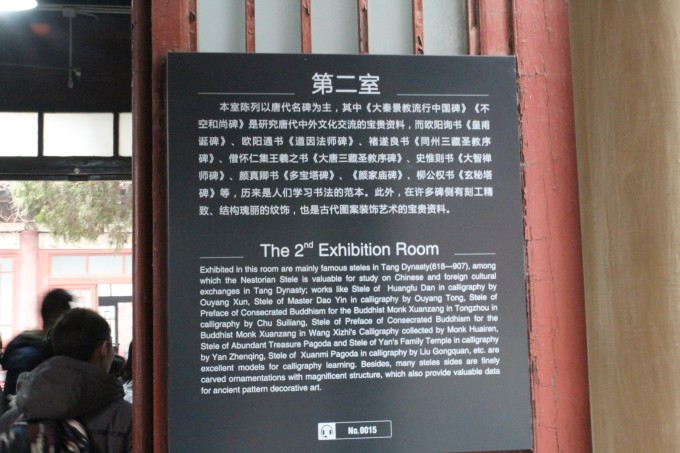 第二室
本室陈列以唐代名碑为主，其中《大秦景教流行中国碑》《不
空和尚碑》是研究唐代中外文化交流的宝贵资料，而欧阳询书《皇甫
诞碑》、欧阳通书《道因法师碑》、褚遂良书《同州三藏圣教序
碑》、僧怀仁集王羲之书《大唐三藏圣教序碑》、史惟则书《大智禅
师碑》、颜真卿书《多宝塔碑》、《颜家庙碑》、柳公权书《玄秘塔
碑》等，历来是人们学习书法的范本。此外，在许多碑侧有刻工精
致、结构瑰丽的纹饰，也是古代图案装饰艺术的宝贵资料。
The 2nd Exhibition Room
Exhibited in this room are mainly famous steles in Tang Dynasty(618—907), among
which the Nestorian Stele is valuable for study on Chinese and foreign cultural
exchanges in Tang Dynasty; works like Stele of Huangfu Dan in calligraphy by
Ouyang Xun, Stele of Master Dao Yin in calligraphy by Ouyang Tong, Stele of
Preface of Consecrated Buddhism for the Buddhist Monk Xuanzang in Tongzhou in
calligraphy by Chu Suiliang, Stele of Preface of Consecrated Buddhism for the
Buddhist Monk Xuanzang in Wang Xizhi's Calligraphy collected by Monk Huairen,
Stele of Abundant Treasure Pagoda and Stele of Yan's Family Temple in calligraphy
by Yan Zhenqing, Stele of Xuanmi Pagoda in calligraphy by Liu Gongquan, etc. are
excellent models for calligraphy learning. Besides, many steles sides are finely
carved ornamentations with magnificent structure, which also provide valuable data
for ancient pattern decorative art.
No.0015